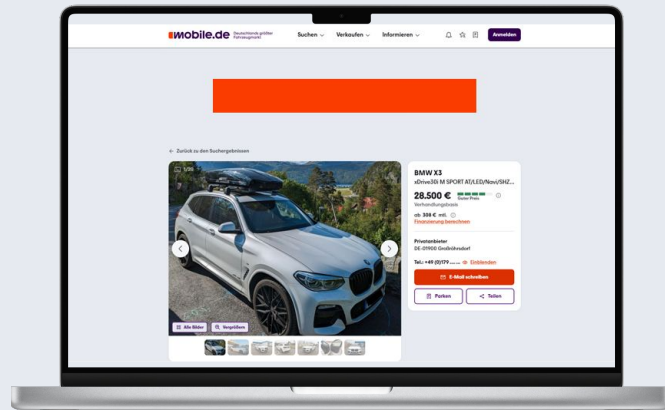 mobile.de Deutschlands größter
Fahrzeugmarkt
Suchen Verkaufen Informieren Anmelden
← Zurück zu den Suchergebnissen
BMW X3
xDrive30i M SPORT AT/LED/Navi/SHZ...
28.500 € Guter Preis
Verhandlungsbasis
ab 308 € mtl.
Finanzierung berechnen
Privatanbieter
DE-01900 Großröhrsdorf
Tel.: +49 (0)179 ... ... Einblenden
E-Mail schreiben
Parken Teilen
Alle Bilder Vergrößern